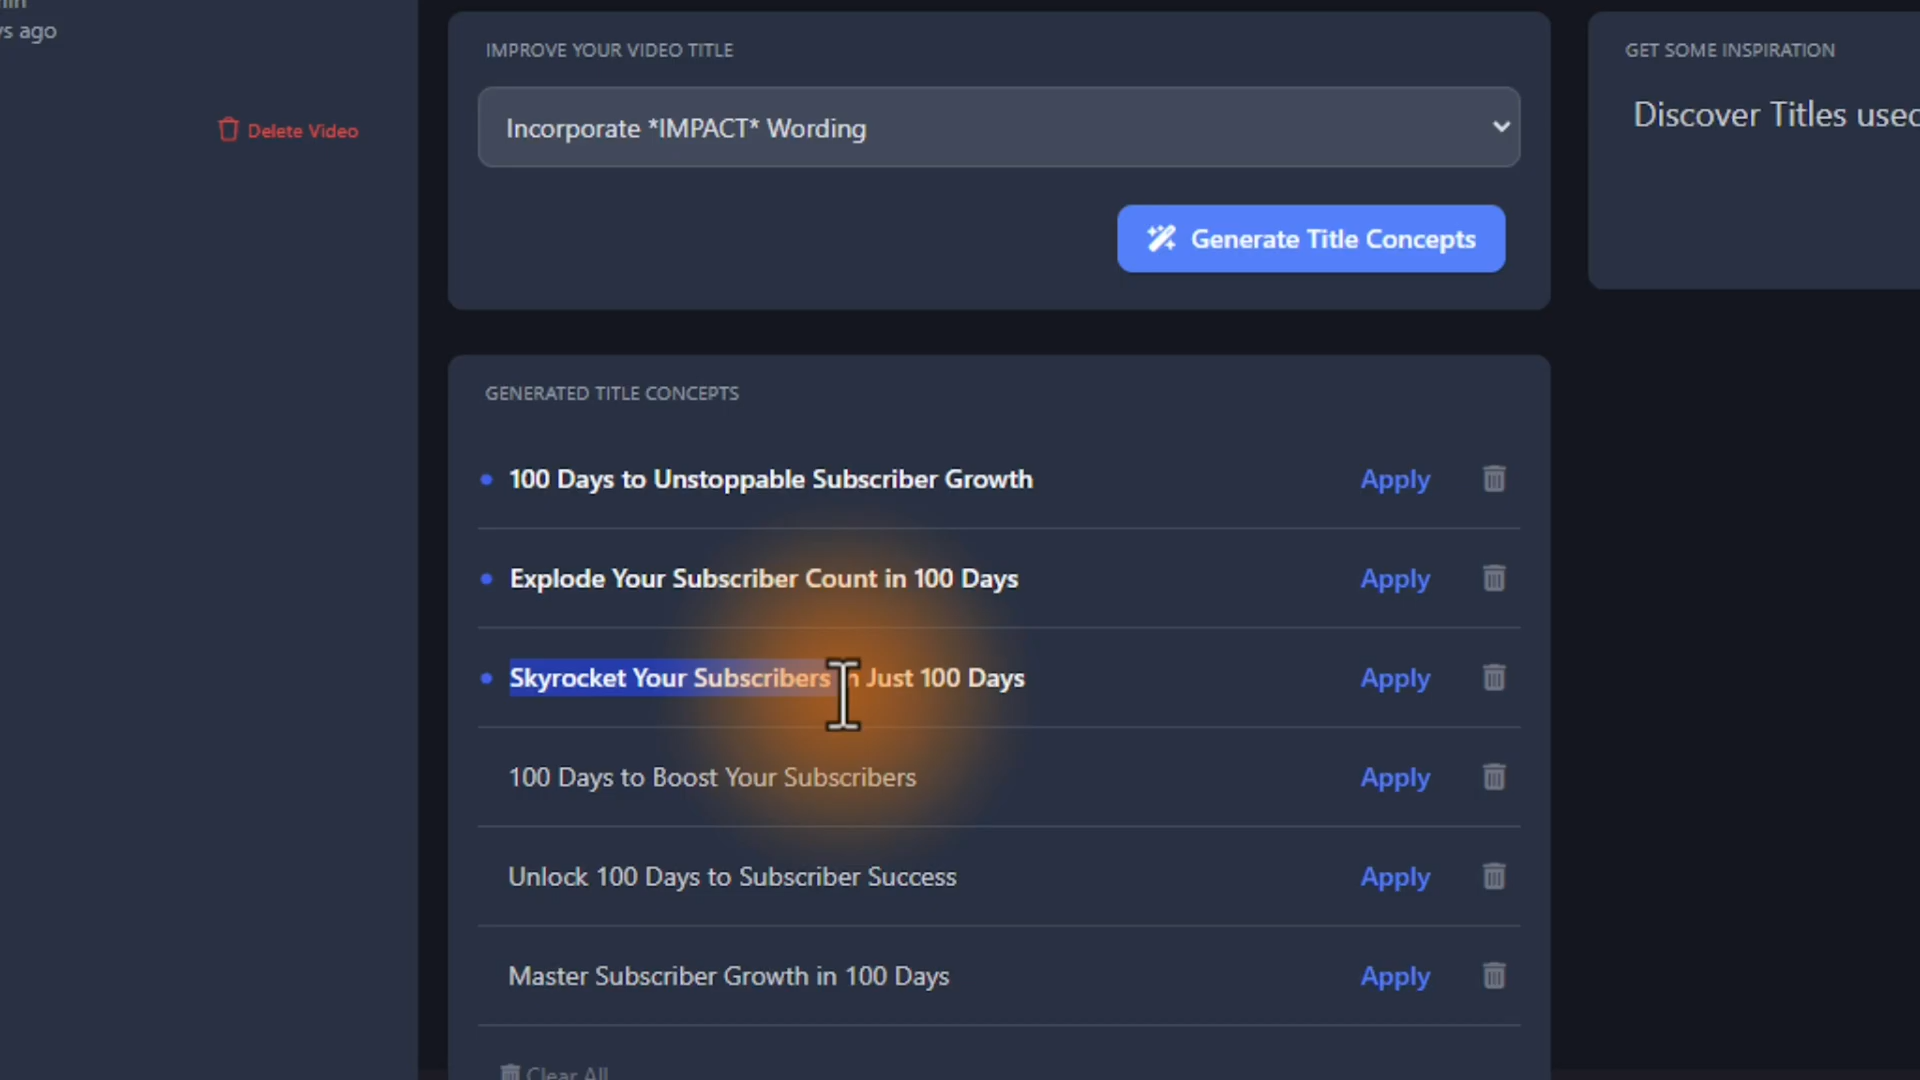 ys ago
Delete Video
IMPROVE YOUR VIDEO TITLE
Incorporate *IMPACT* Wording
Generate Title Concepts
GET SOME INSPIRATION
Discover Titles used
GENERATED TITLE CONCEPTS
100 Days to Unstoppable Subscriber Growth Apply
Explode Your Subscriber Count in 100 Days Apply
Skyrocket Your Subscribers in Just 100 Days Apply
100 Days to Boost Your Subscribers Apply
Unlock 100 Days to Subscriber Success Apply
Master Subscriber Growth in 100 Days Apply
Clear All